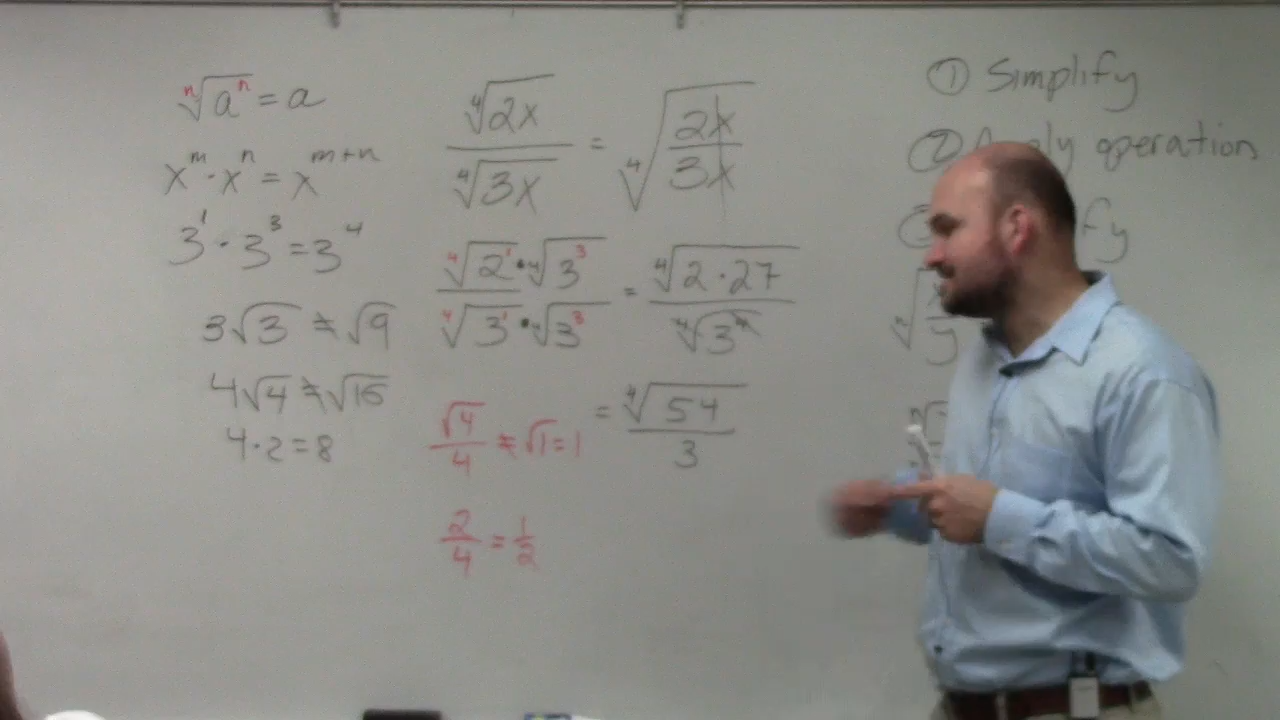 ⁿ√aⁿ = a
xᵐ · xⁿ = xᵐ⁺ⁿ
3¹ · 3³ = 3⁴
3√3 ≠ √9
4√4 ≠ √16
4·2=8
⁴√2x / ⁴√3x = ⁴√(2x / 3x)
⁴√2¹ · ⁴√3³ / ⁴√3¹ · ⁴√3³ = ⁴√2·27 / ⁴√3⁴
= ⁴√54 / 3
√4 / 4 ≠ √1 = 1
2/4 = 1/2
① Simplify
② operation